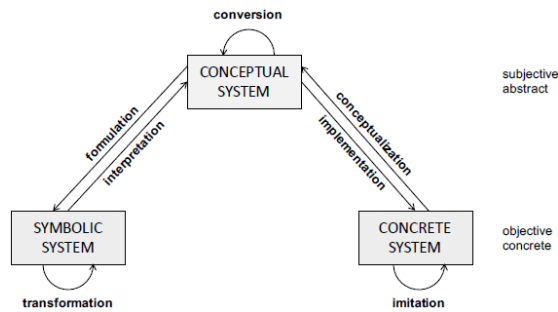 conversion
CONCEPTUAL
SYSTEM
subjective
abstract
formulation
interpretation
conceptualization
implementation
SYMBOLIC
SYSTEM
CONCRETE
SYSTEM
objective
concrete
transformation
imitation